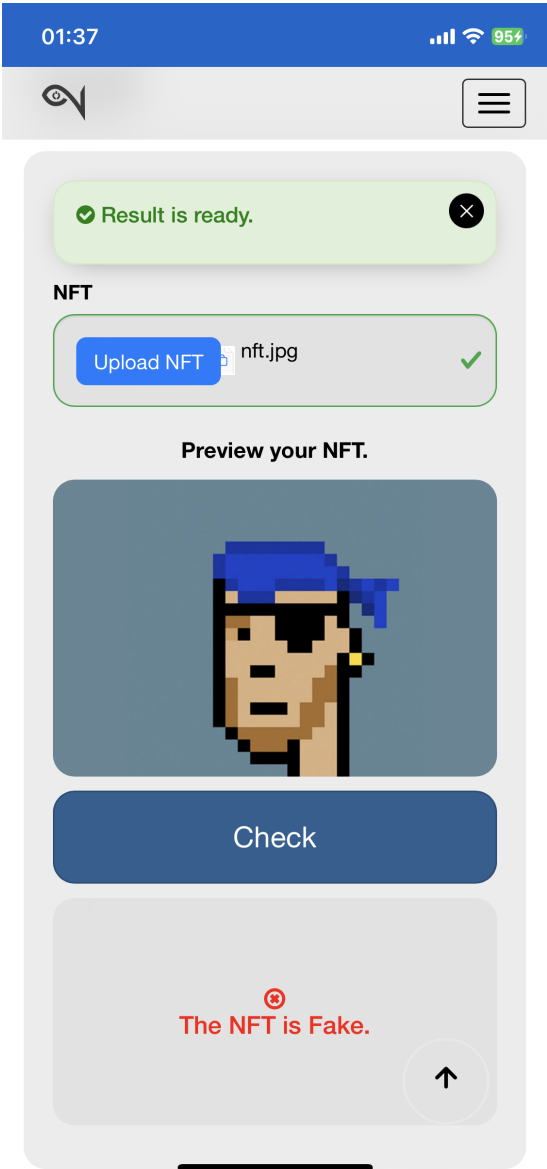 01:37
95
Result is ready.
NFT
Upload NFT
nft.jpg
Preview your NFT.
Check
The NFT is Fake.